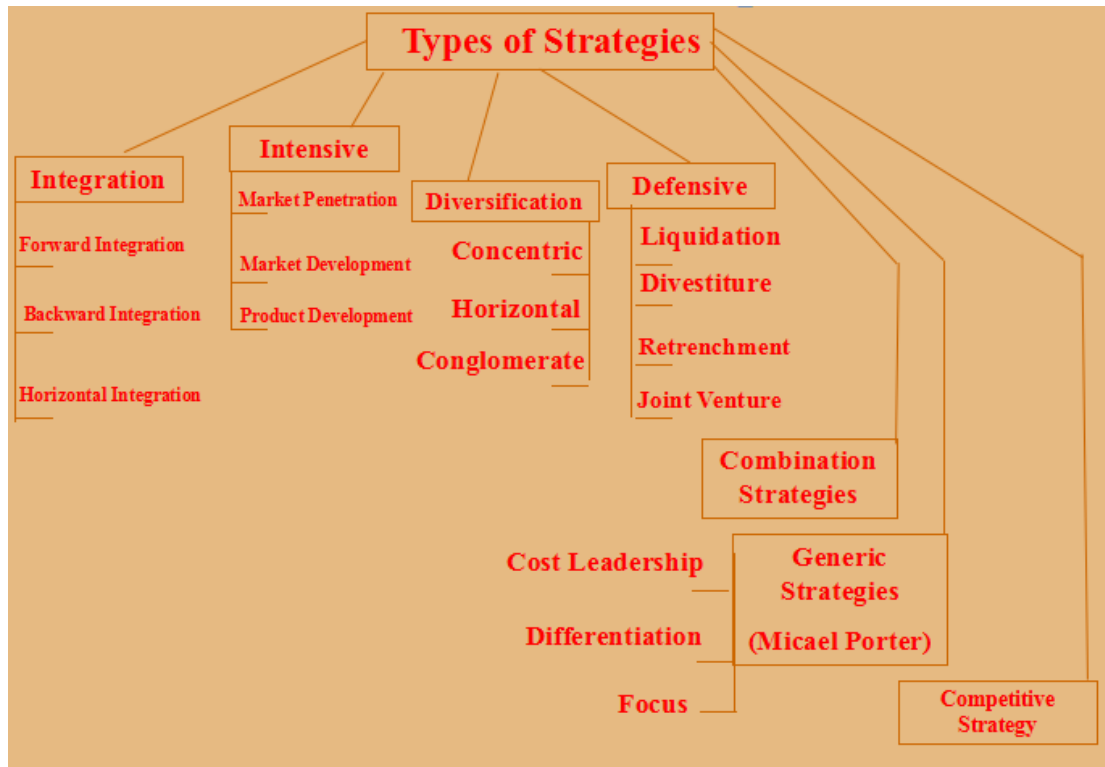 Types of Strategies
Integration
Forward Integration
Backward Integration
Horizontal Integration
Intensive
Market Penetration
Market Development
Product Development
Diversification
Concentric
Horizontal
Conglomerate
Defensive
Liquidation
Divestiture
Retrenchment
Joint Venture
Combination
Strategies
Generic
Strategies
(Micael Porter)
Cost Leadership
Differentiation
Focus
Competitive
Strategy